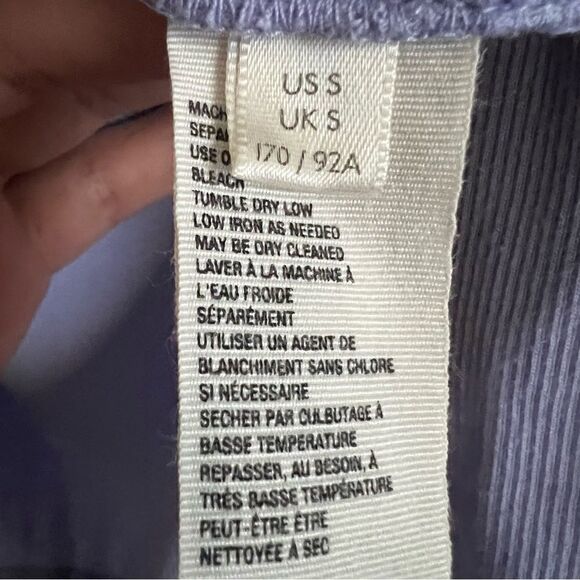 US S
UK S
170 / 92A
MACH
SEPA
USE O
BLEACH
TUMBLE DRY LOW
LOW IRON AS NEEDED
MAY BE DRY CLEANED
LAVER À LA MACHINE À
L'EAU FROIDE
SÉPARÉMENT
UTILISER UN AGENT DE
BLANCHIMENT SANS CHLORE
SI NÉCESSAIRE
SECHER PAR CULBUTAGE À
BASSE TEMPERATURE
REPASSER, AU BESOIN, À
TRÉS BASSE TEMPÉRATURE
PEUT-ÊTRE ÊTRE
NETTOYÉE À SEC